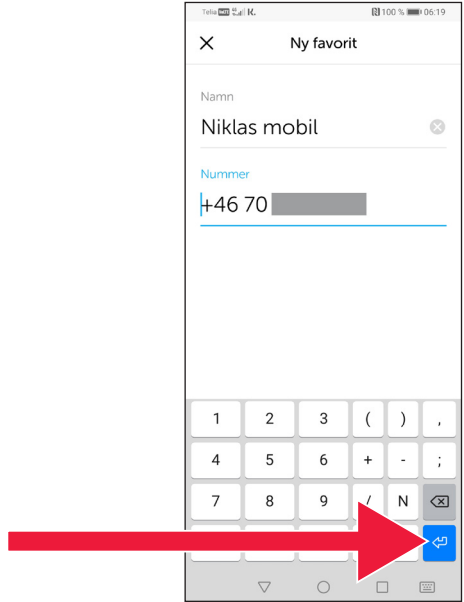 Telia K. 100 % 06:19
Ny favorit
Namn
Niklas mobil
Nummer
+46 70
1 2 3 ( ) ,
4 5 6 + - ;
7 8 9 / N